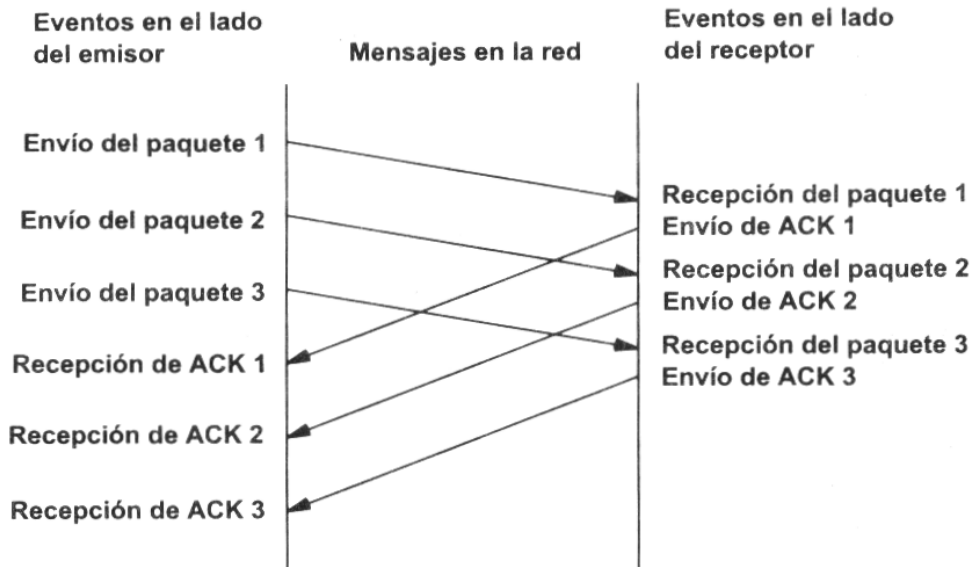 Eventos en el lado
del emisor
Mensajes en la red
Eventos en el lado
del receptor
Envío del paquete 1
Envío del paquete 2
Envío del paquete 3
Recepción de ACK 1
Recepción de ACK 2
Recepción de ACK 3
Recepción del paquete 1
Envío de ACK 1
Recepción del paquete 2
Envío de ACK 2
Recepción del paquete 3
Envío de ACK 3